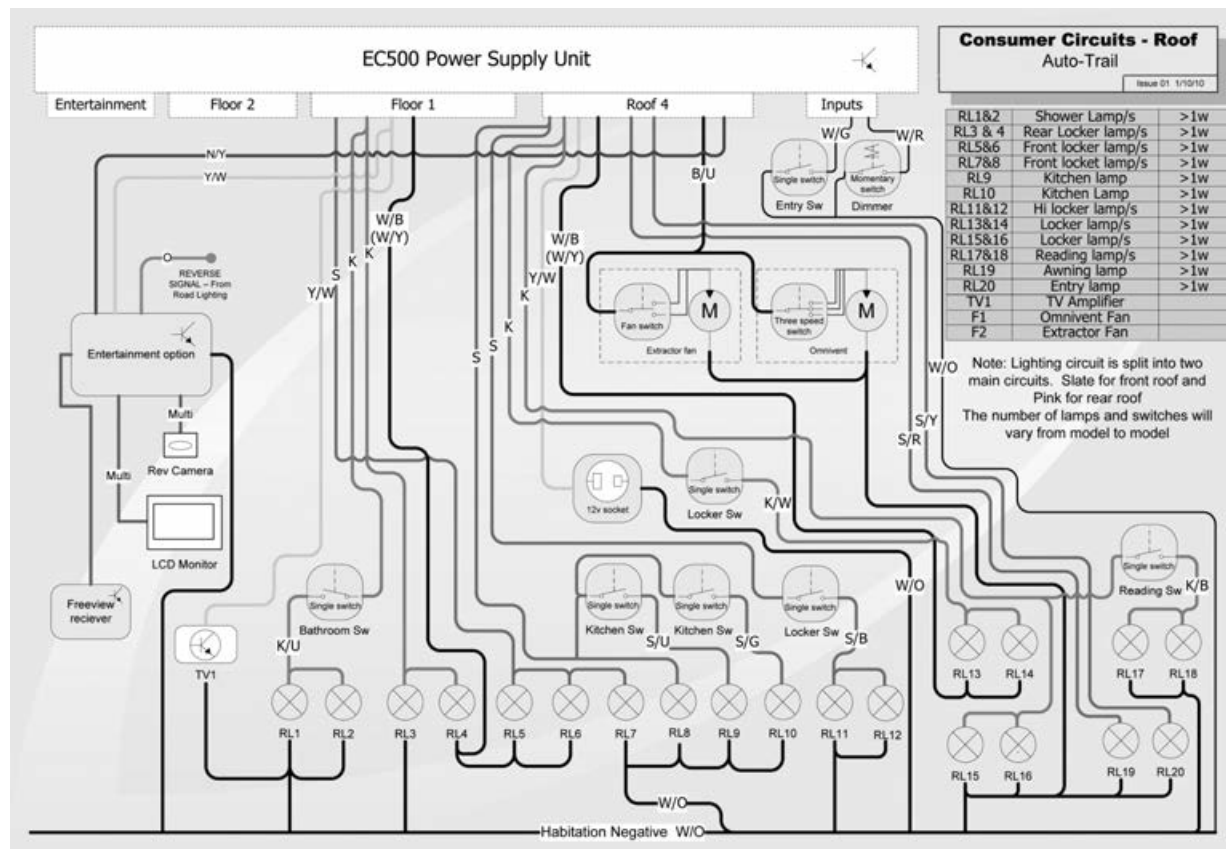 EC500 Power Supply Unit
Consumer Circuits - Roof
Auto-Trail
Issue 01 1/10/10
Entertainment
Floor 2
Floor 1
Roof 4
Inputs
RL1&2 Shower Lamp/s >1w
RL3 & 4 Rear Locker lamp/s >1w
RL5&6 Front locker lamp/s >1w
RL7&8 Front locket lamp/s >1w
RL9 Kitchen lamp >1w
RL10 Kitchen Lamp >1w
RL11&12 Hi locker lamp/s >1w
RL13&14 Locker lamp/s >1w
RL15&16 Locker lamp/s >1w
RL17&18 Reading lamp/s >1w
RL19 Awning lamp >1w
RL20 Entry lamp >1w
TV1 TV Amplifier
F1 Omnivent Fan
F2 Extractor Fan
Note: Lighting circuit is split into two
main circuits. Slate for front roof and
Pink for rear roof
The number of lamps and switches will
vary from model to model
W/G
W/R
N/Y
Y/W
B/U
Single switch
Entry Sw
Momentary
switch
Dimmer
W/B
(W/Y)
W/B
(W/Y)
O
REVERSE
SIGNAL – From
Road Lighting
S
K
K
Y/W
Y/W
K
K
S
S
Fan switch
M
Extractor fan
Three speed
switch
M
Omnivent
Entertainment option
W/O
S/Y
S/R
Multi
Rev Camera
Multi
LCD Monitor
12v socket
Single switch
Locker Sw
K/W
Freeview
reciever
TV1
Single switch
Bathroom Sw
K/U
Single switch
Kitchen Sw
S/U
Single switch
Kitchen Sw
S/G
Single switch
Locker Sw
S/B
W/O
Single switch
Reading Sw
K/B
RL13
RL14
RL17
RL18
RL1
RL2
RL3
RL4
RL5
RL6
RL7
RL8
RL9
RL10
RL11
RL12
RL15
RL16
RL19
RL20
W/O
Habitation Negative W/O